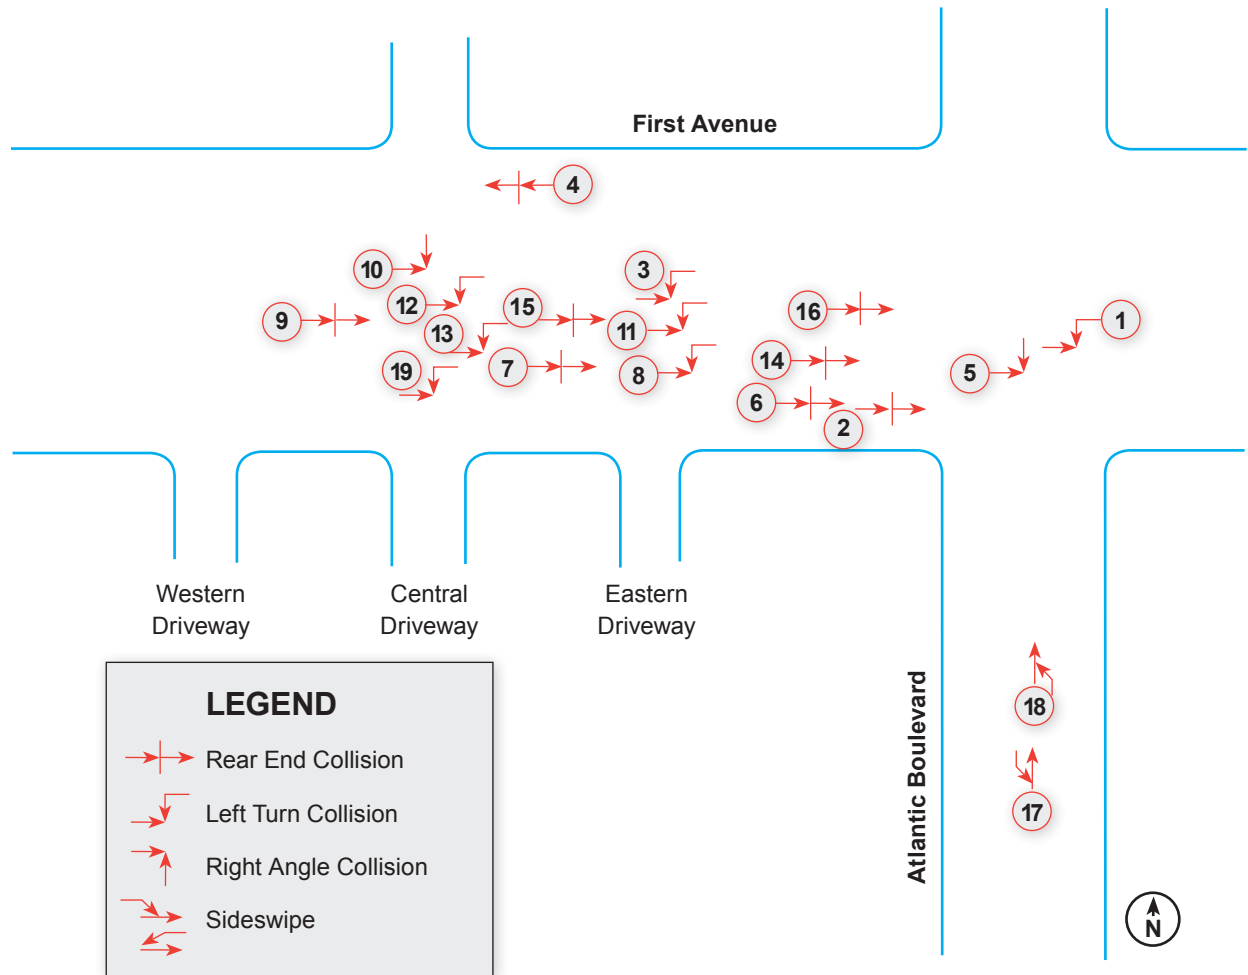 First Avenue
4
10
3
12
15
16
9
13
11
1
19
7
8
14
5
6
2
Western
Driveway
Central
Driveway
Eastern
Driveway
LEGEND
Rear End Collision
Left Turn Collision
Right Angle Collision
Sideswipe
Atlantic Boulevard
18
17
N